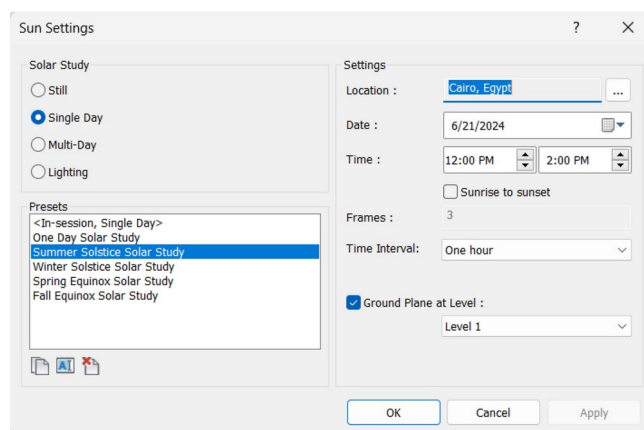 Sun Settings
?
Solar Study
Still
Single Day
Multi-Day
Lighting
Presets
<In-session, Single Day>
One Day Solar Study
Summer Solstice Solar Study
Winter Solstice Solar Study
Spring Equinox Solar Study
Fall Equinox Solar Study
AI
Settings
Location : Cairo, Egypt ...
Date : 6/21/2024
Time : 12:00 PM 2:00 PM
Sunrise to sunset
Frames : 3
Time Interval: One hour
Ground Plane at Level :
Level 1
OK Cancel Apply